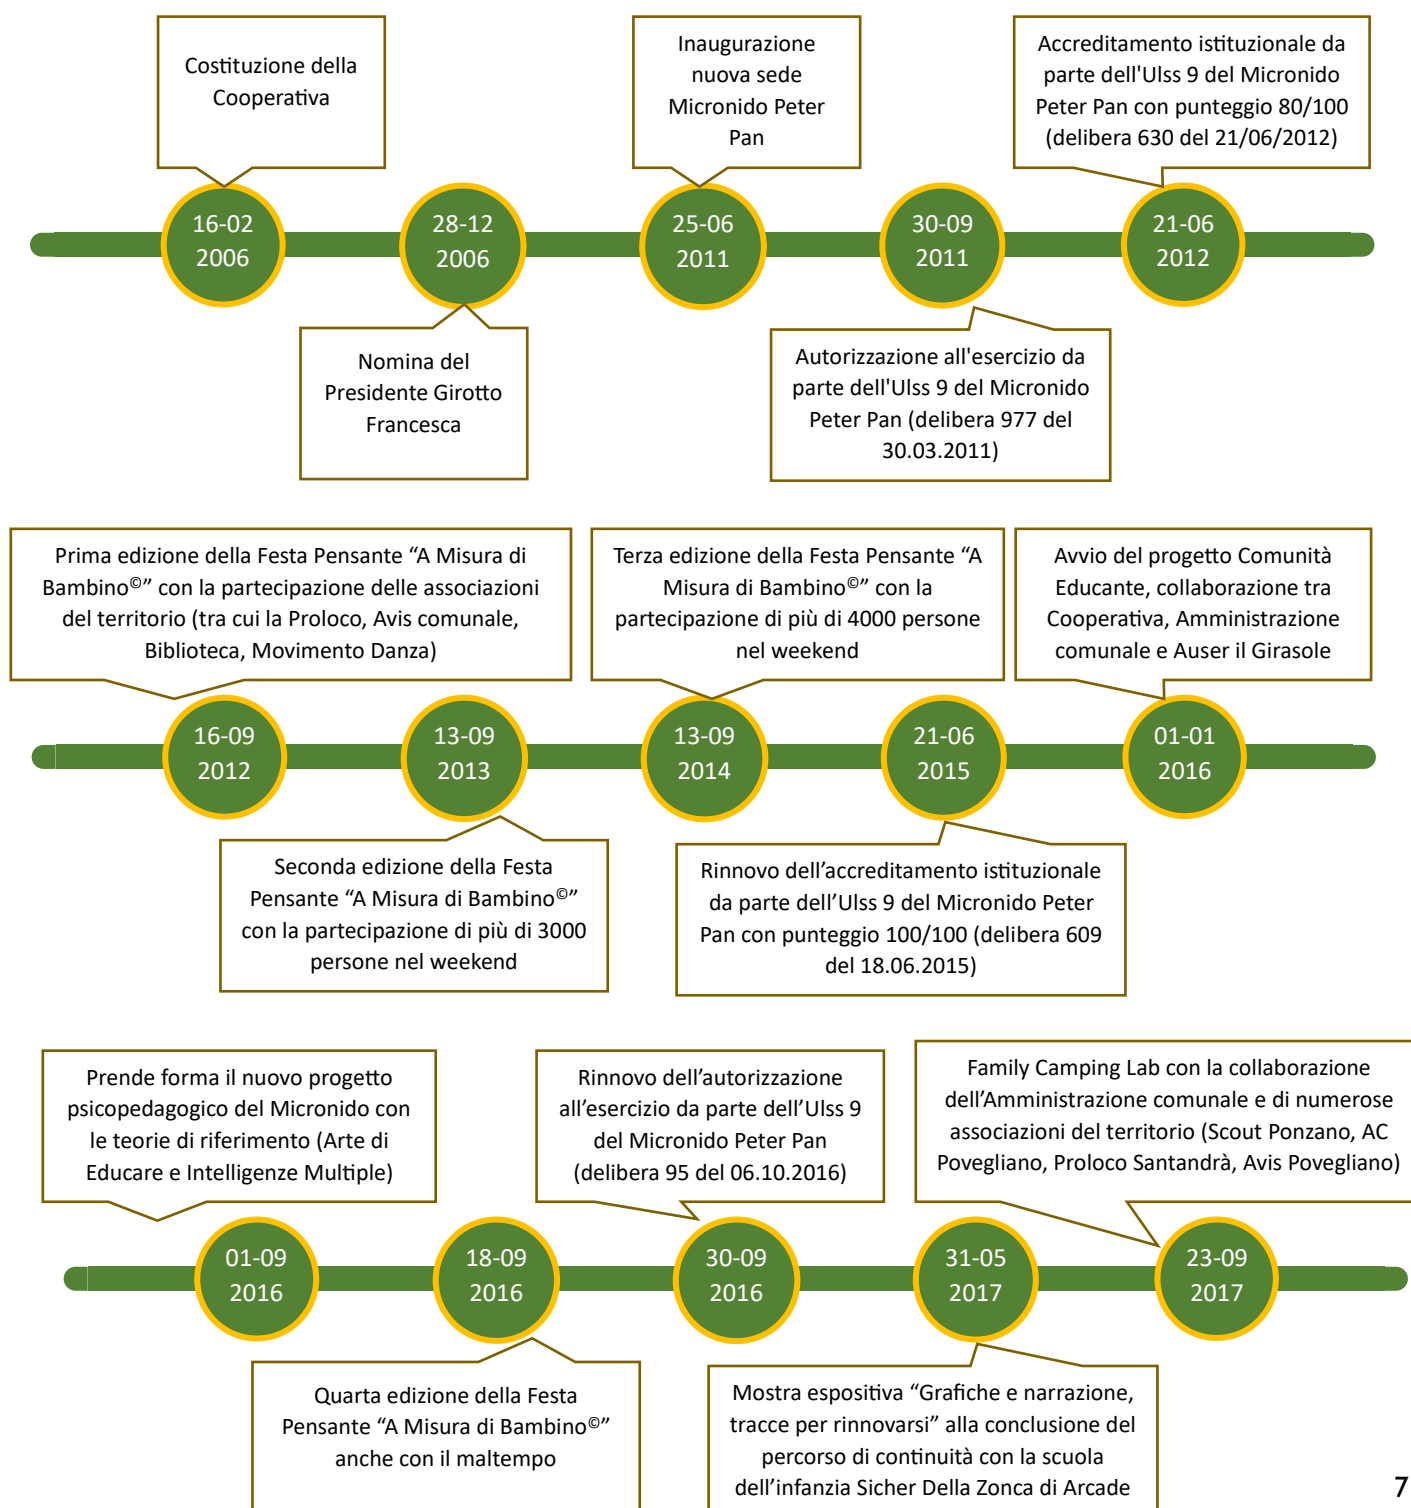 Costituzione della
Cooperativa
Inaugurazione
nuova sede
Micronido Peter
Pan
Accreditamento istituzionale da
parte dell'Ulss 9 del Micronido
Peter Pan con punteggio 80/100
(delibera 630 del 21/06/2012)
16-02
2006
28-12
2006
25-06
2011
30-09
2011
21-06
2012
Nomina del
Presidente Girotto
Francesca
Autorizzazione all'esercizio da
parte dell'Ulss 9 del Micronido
Peter Pan (delibera 977 del
30.03.2011)
Prima edizione della Festa Pensante “A Misura di
Bambino©” con la partecipazione delle associazioni
del territorio (tra cui la Proloco, Avis comunale,
Biblioteca, Movimento Danza)
Terza edizione della Festa Pensante “A
Misura di Bambino©” con la
partecipazione di più di 4000 persone
nel weekend
Avvio del progetto Comunità
Educante, collaborazione tra
Cooperativa, Amministrazione
comunale e Auser il Girasole
16-09
2012
13-09
2013
13-09
2014
21-06
2015
01-01
2016
Seconda edizione della Festa
Pensante “A Misura di Bambino©”
con la partecipazione di più di 3000
persone nel weekend
Rinnovo dell’accreditamento istituzionale
da parte dell’Ulss 9 del Micronido Peter
Pan con punteggio 100/100 (delibera 609
del 18.06.2015)
Prende forma il nuovo progetto
psicopedagogico del Micronido con
le teorie di riferimento (Arte di
Educare e Intelligenze Multiple)
Rinnovo dell’autorizzazione
all’esercizio da parte dell’Ulss 9
del Micronido Peter Pan
(delibera 95 del 06.10.2016)
Family Camping Lab con la collaborazione
dell’Amministrazione comunale e di numerose
associazioni del territorio (Scout Ponzano, AC
Povegliano, Proloco Santandrà, Avis Povegliano)
01-09
2016
18-09
2016
30-09
2016
31-05
2017
23-09
2017
Quarta edizione della Festa
Pensante “A Misura di Bambino©”
anche con il maltempo
Mostra espositiva “Grafiche e narrazione,
tracce per rinnovarsi” alla conclusione del
percorso di continuità con la scuola
dell’infanzia Sicher Della Zonca di Arcade
7